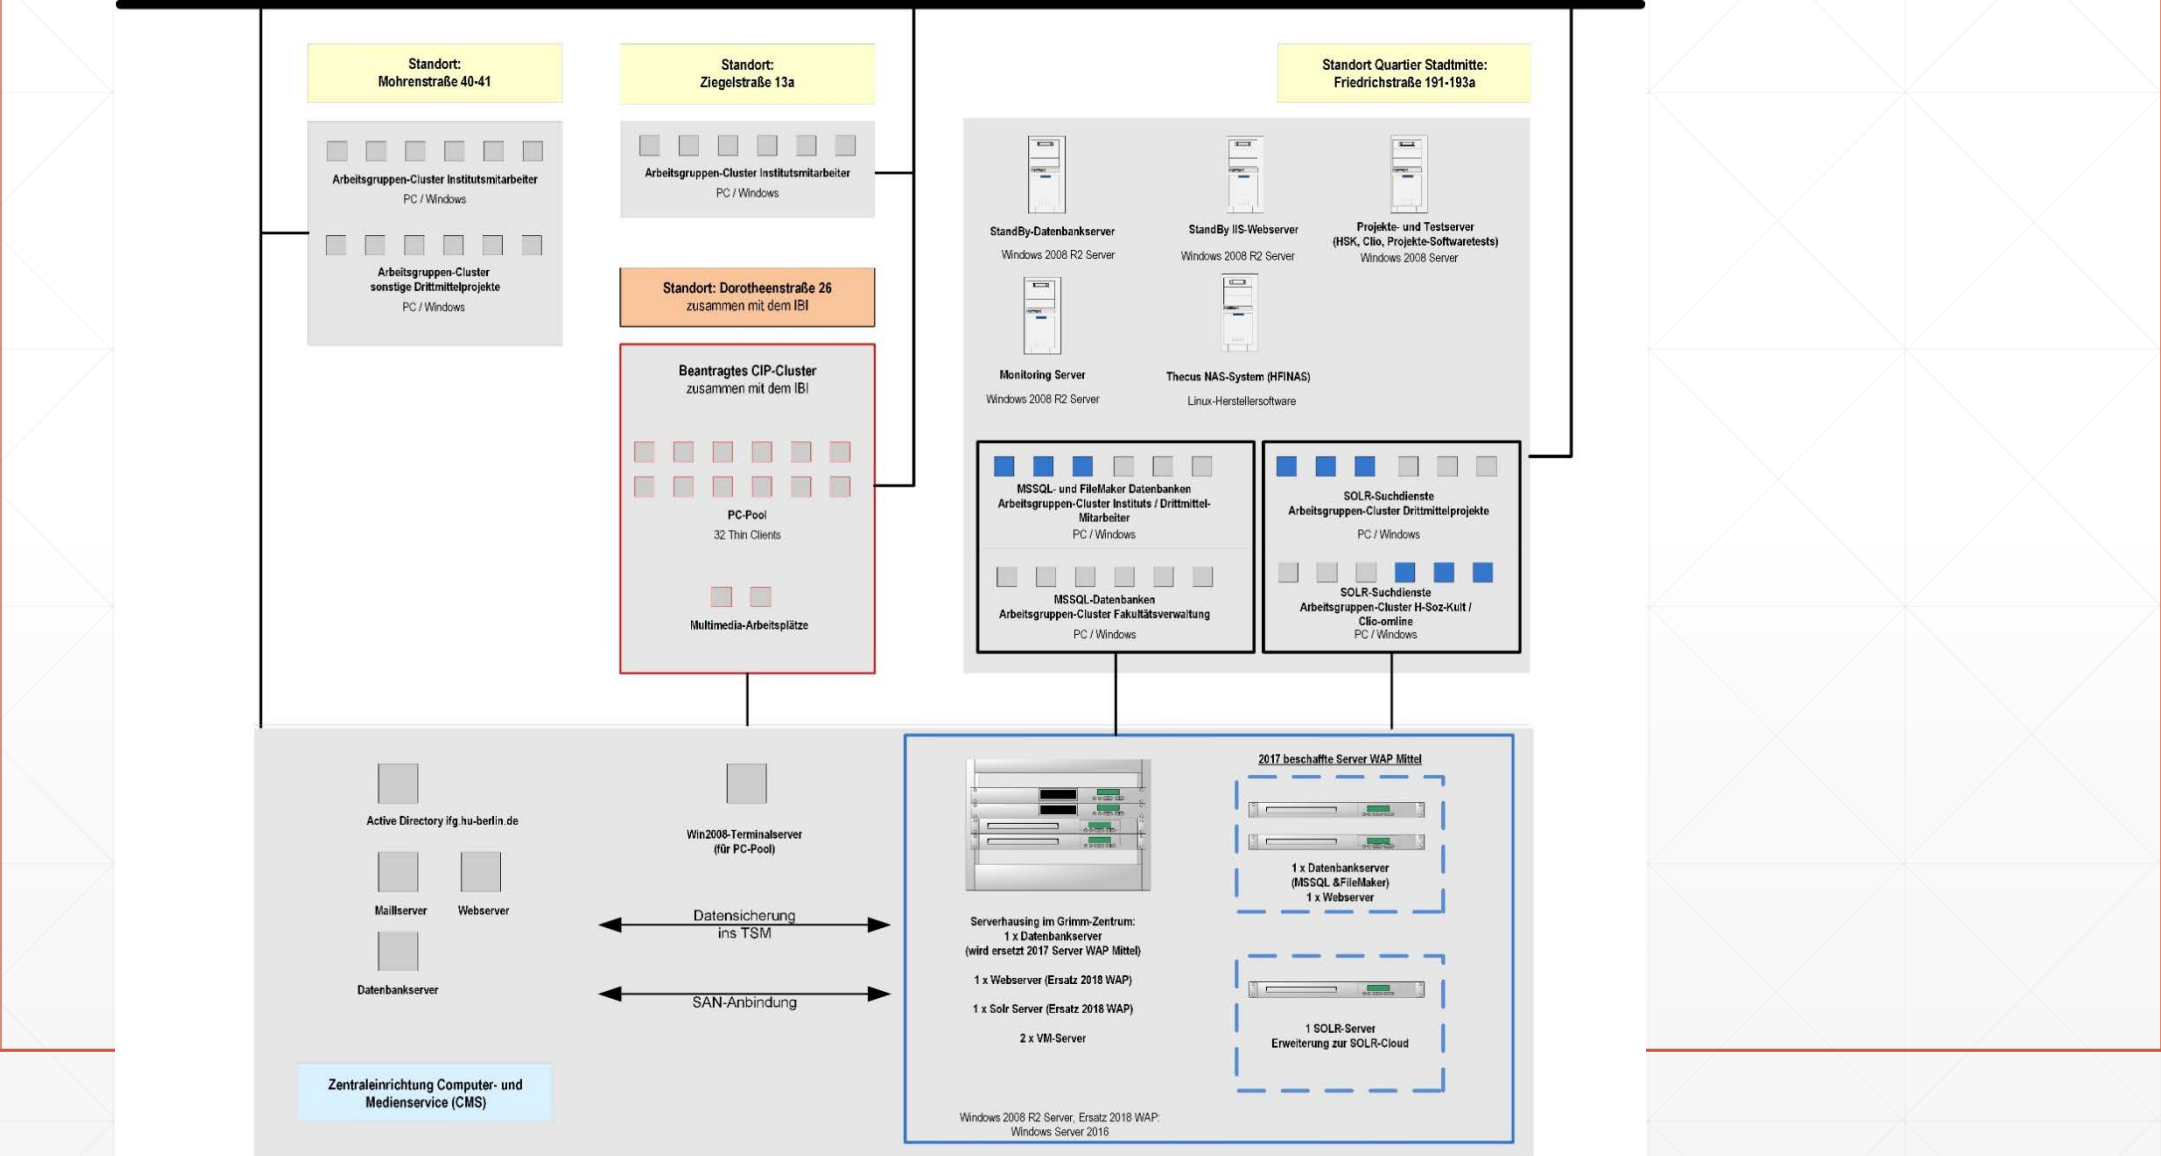 Standort:
Mohrenstraße 40-41
Arbeitsgruppen-Cluster Institutsmitarbeiter
PC / Windows
Arbeitsgruppen-Cluster
sonstige Drittmittelprojekte
PC / Windows
Standort:
Ziegelstraße 13a
Arbeitsgruppen-Cluster Institutsmitarbeiter
PC / Windows
Standort: Dorotheenstraße 26
zusammen mit dem IBI
Beantragtes CIP-Cluster
zusammen mit dem IBI
PC-Pool
32 Thin Clients
Multimedia-Arbeitsplätze
Standort Quartier Stadtmitte:
Friedrichstraße 191-193a
StandBy-Datenbankserver
Windows 2008 R2 Server
StandBy IIS-Webserver
Windows 2008 R2 Server
Projekte- und Testserver
(HSK, Clio, Projekte-Softwaretests)
Windows 2008 Server
Monitoring Server
Windows 2008 R2 Server
Thecus NAS-System (HFINAS)
Linux-Herstellersoftware
MSSQL- und FileMaker Datenbanken
Arbeitsgruppen-Cluster Instituts / Drittmittel-
Mitarbeiter
PC / Windows
MSSQL-Datenbanken
Arbeitsgruppen-Cluster Fakultätsverwaltung
PC / Windows
SOLR-Suchdienste
Arbeitsgruppen-Cluster Drittmittelprojekte
PC / Windows
SOLR-Suchdienste
Arbeitsgruppen-Cluster H-Soz-Kult /
Clio-omline
PC / Windows
Active Directory ifg.hu-berlin.de
Maillserver
Webserver
Datenbankserver
Zentraleinrichtung Computer- und
Medienservice (CMS)
Win2008-Terminalserver
(für PC-Pool)
Datensicherung
ins TSM
SAN-Anbindung
Serverhousing im Grimm-Zentrum:
1 x Datenbankserver
(wird ersetzt 2017 Server WAP Mittel)
1 x Webserver (Ersatz 2018 WAP)
1 x Solr Server (Ersatz 2018 WAP)
2 x VM-Server
Windows 2008 R2 Server, Ersatz 2018 WAP:
Windows Server 2016
2017 beschaffte Server WAP Mittel
1 x Datenbankserver
(MSSQL &FileMaker)
1 x Webserver
1 SOLR-Server
Erweiterung zur SOLR-Cloud